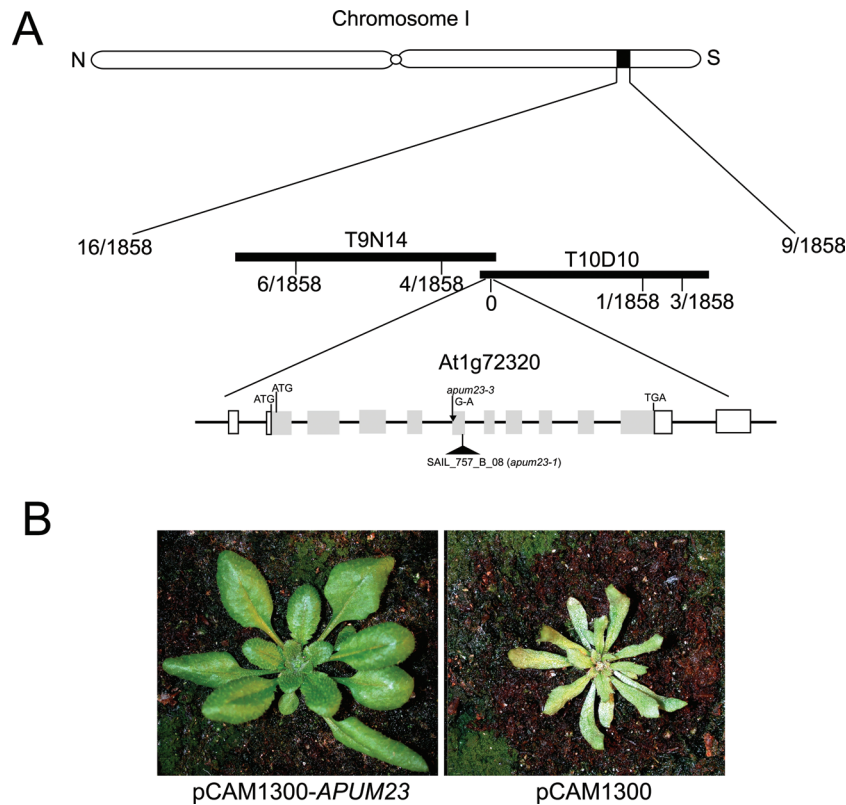 A
Chromosome I
N
S
16/1858
9/1858
T9N14
T10D10
6/1858
4/1858
0
1/1858
3/1858
At1g72320
ATG
ATG
apum23-3
G-A
TGA
SAIL_757_B_08 (apum23-1)
B
pCAM1300-APUM23
pCAM1300